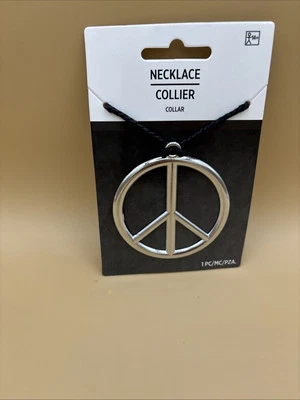 NECKLACE
COLLIER
COLLAR
1 PC/MC/PZA.